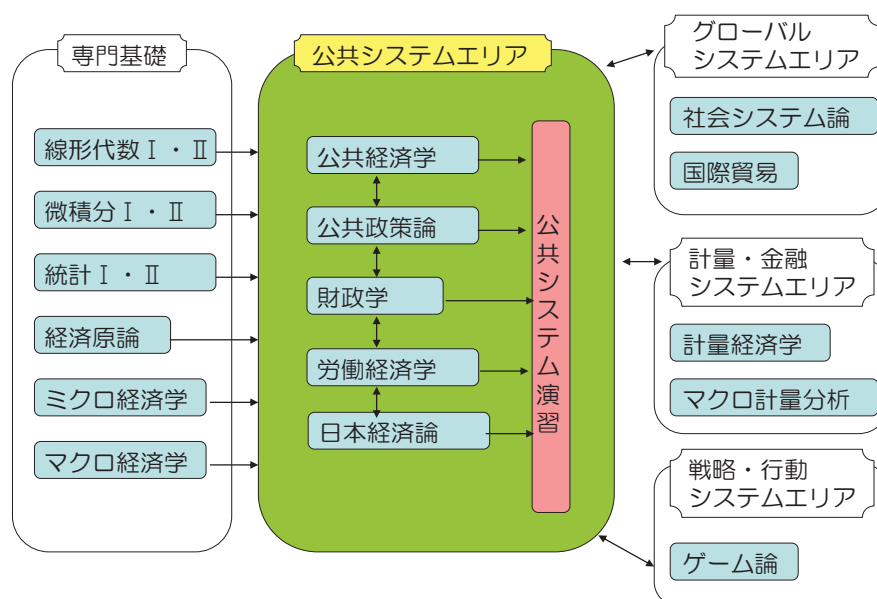 専門基礎
線形代数Ⅰ・Ⅱ
微積分Ⅰ・Ⅱ
統計Ⅰ・Ⅱ
経済原論
ミクロ経済学
マクロ経済学
公共システムエリア
公共経済学
公共政策論
財政学
労働経済学
日本経済論
公共システム演習
グローバル
システムエリア
社会システム論
国際貿易
計量・金融
システムエリア
計量経済学
マクロ計量分析
戦略・行動
システムエリア
ゲーム論